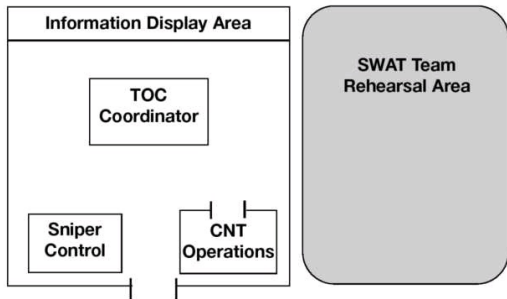 Information Display Area
SWAT Team
Rehearsal Area
TOC
Coordinator
Sniper
Control
CNT
Operations